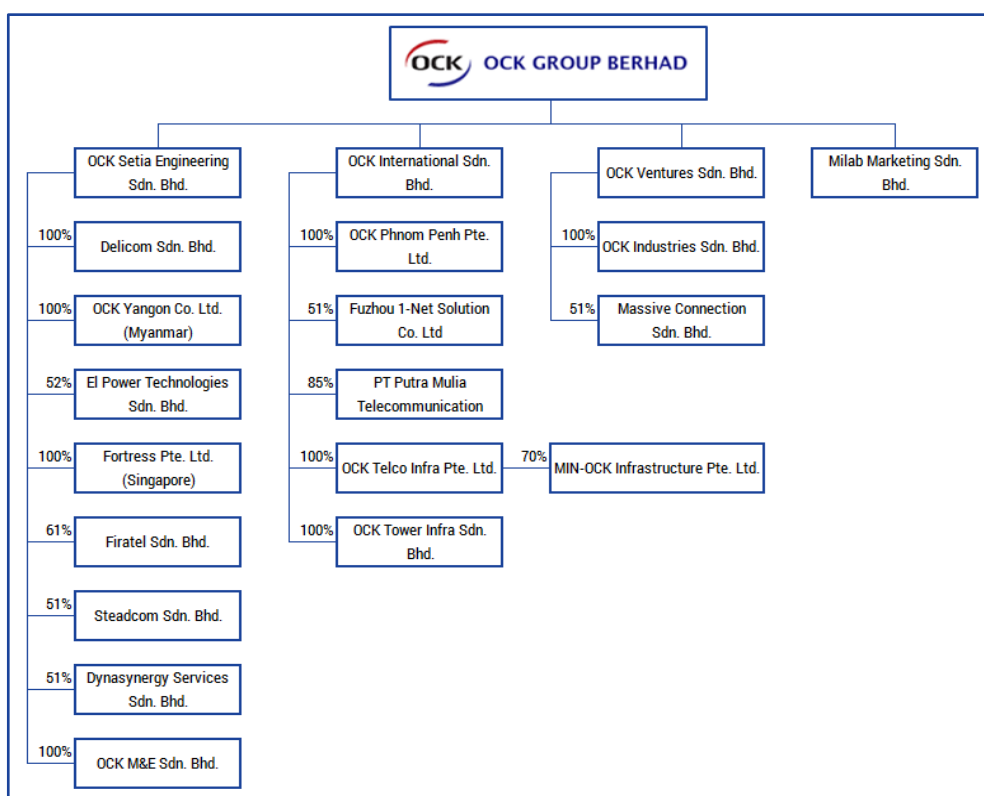 OCK OCK GROUP BERHAD
OCK Setia Engineering
Sdn. Bhd.
OCK International Sdn.
Bhd.
OCK Ventures Sdn. Bhd.
Milab Marketing Sdn.
Bhd.
100%
Delicom Sdn. Bhd.
100%
OCK Yangon Co. Ltd.
(Myanmar)
52%
El Power Technologies
Sdn. Bhd.
100%
Fortress Pte. Ltd.
(Singapore)
61%
Firatel Sdn. Bhd.
51%
Steadcom Sdn. Bhd.
51%
Dynasynergy Services
Sdn. Bhd.
100%
OCK M&E Sdn. Bhd.
100%
OCK Phnom Penh Pte.
Ltd.
51%
Fuzhou 1-Net Solution
Co. Ltd
85%
PT Putra Mulia
Telecommunication
100%
OCK Telco Infra Pte. Ltd.
70%
MIN-OCK Infrastructure Pte. Ltd.
100%
OCK Tower Infra Sdn.
Bhd.
100%
OCK Industries Sdn. Bhd.
51%
Massive Connection
Sdn. Bhd.